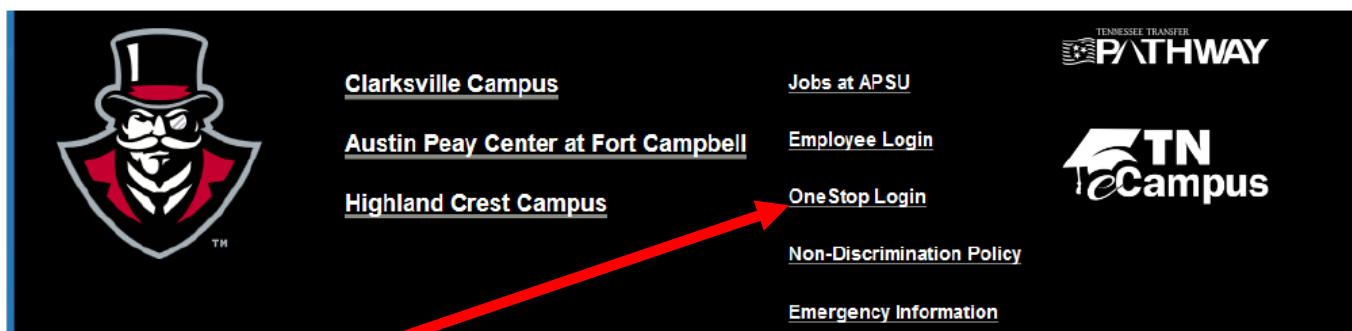 TENNESSEE TRANSFER
PATHWAY
Clarksville Campus
Jobs at APSU
Austin Peay Center at Fort Campbell
Employee Login
TN
eCampus
Highland Crest Campus
OneStop Login
TM
Non-Discrimination Policy
Emergency Information